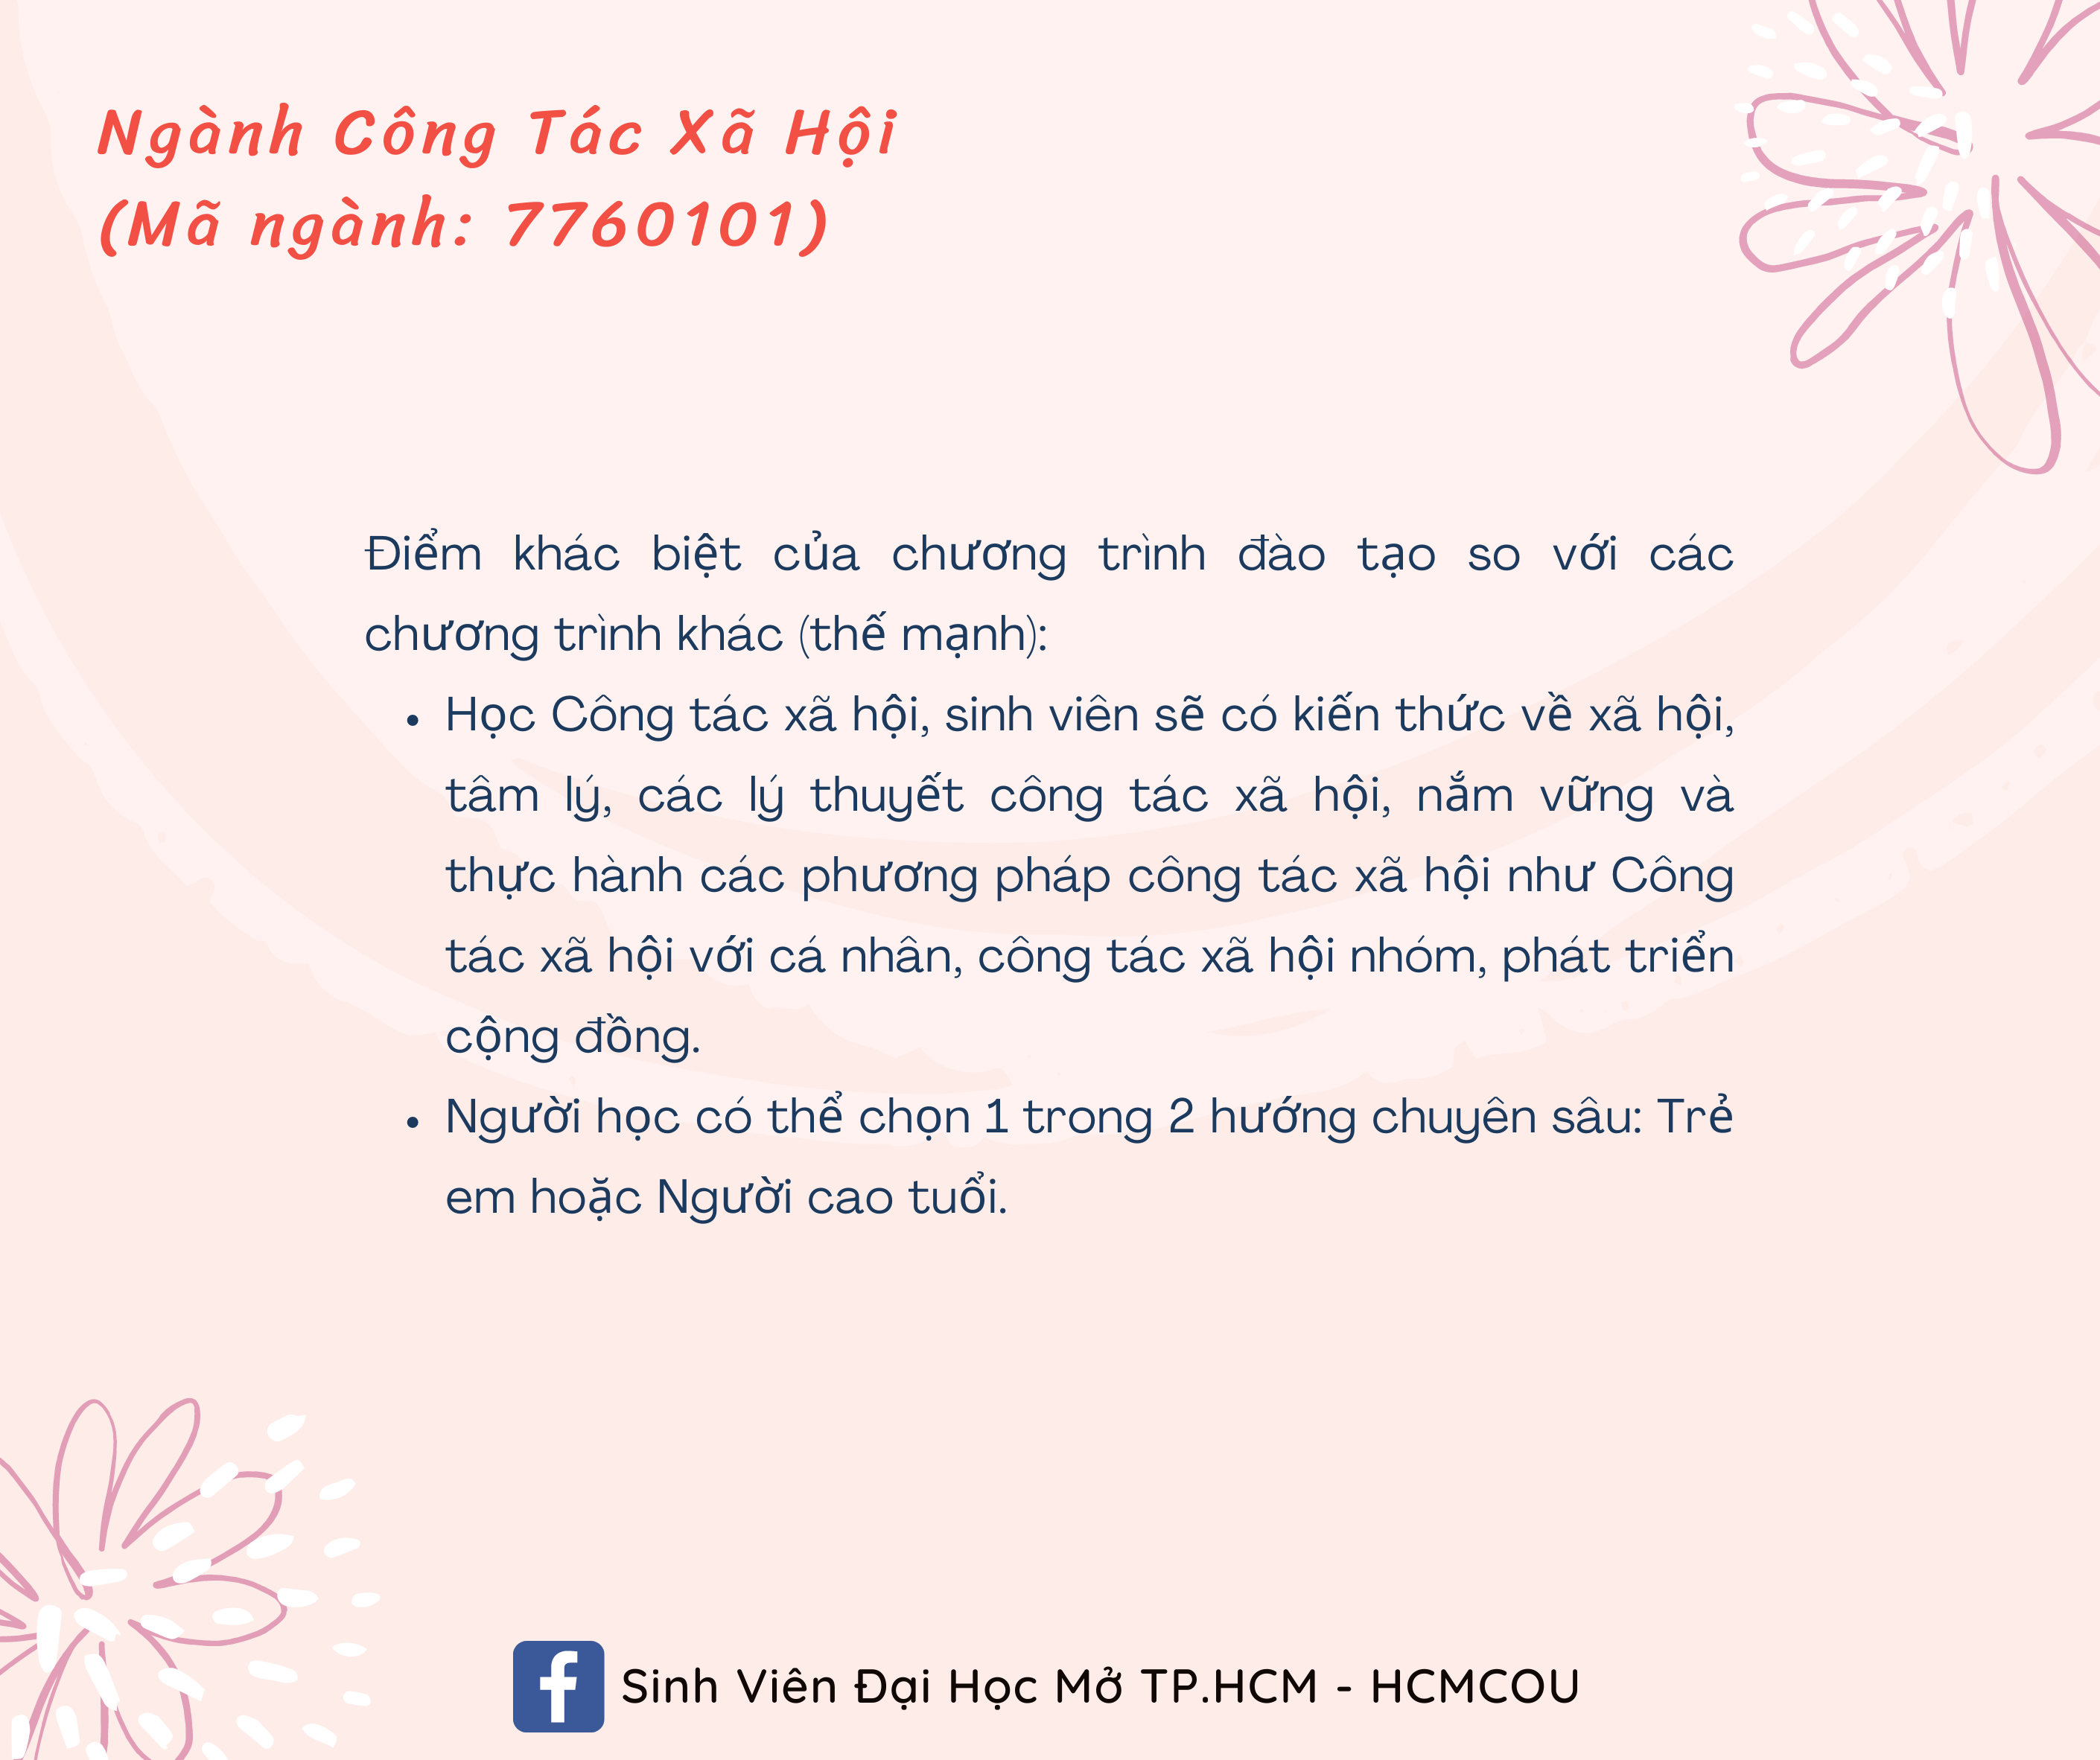 Ngành Công Tác Xã Hội
(Mã ngành: 7760101)
Điểm khác biệt của chương trình đào tạo so với các
chương trình khác (thế mạnh):
• Học Công tác xã hội, sinh viên sẽ có kiến thức về xã hội,
tâm lý, các lý thuyết công tác xã hội, nắm vững và
thực hành các phương pháp công tác xã hội như Công
tác xã hội với cá nhân, công tác xã hội nhóm, phát triển
cộng đồng.
• Người học có thể chọn 1 trong 2 hướng chuyên sâu: Trẻ
em hoặc Người cao tuổi.
Sinh Viên Đại Học Mở TP.HCM - HCMCOU